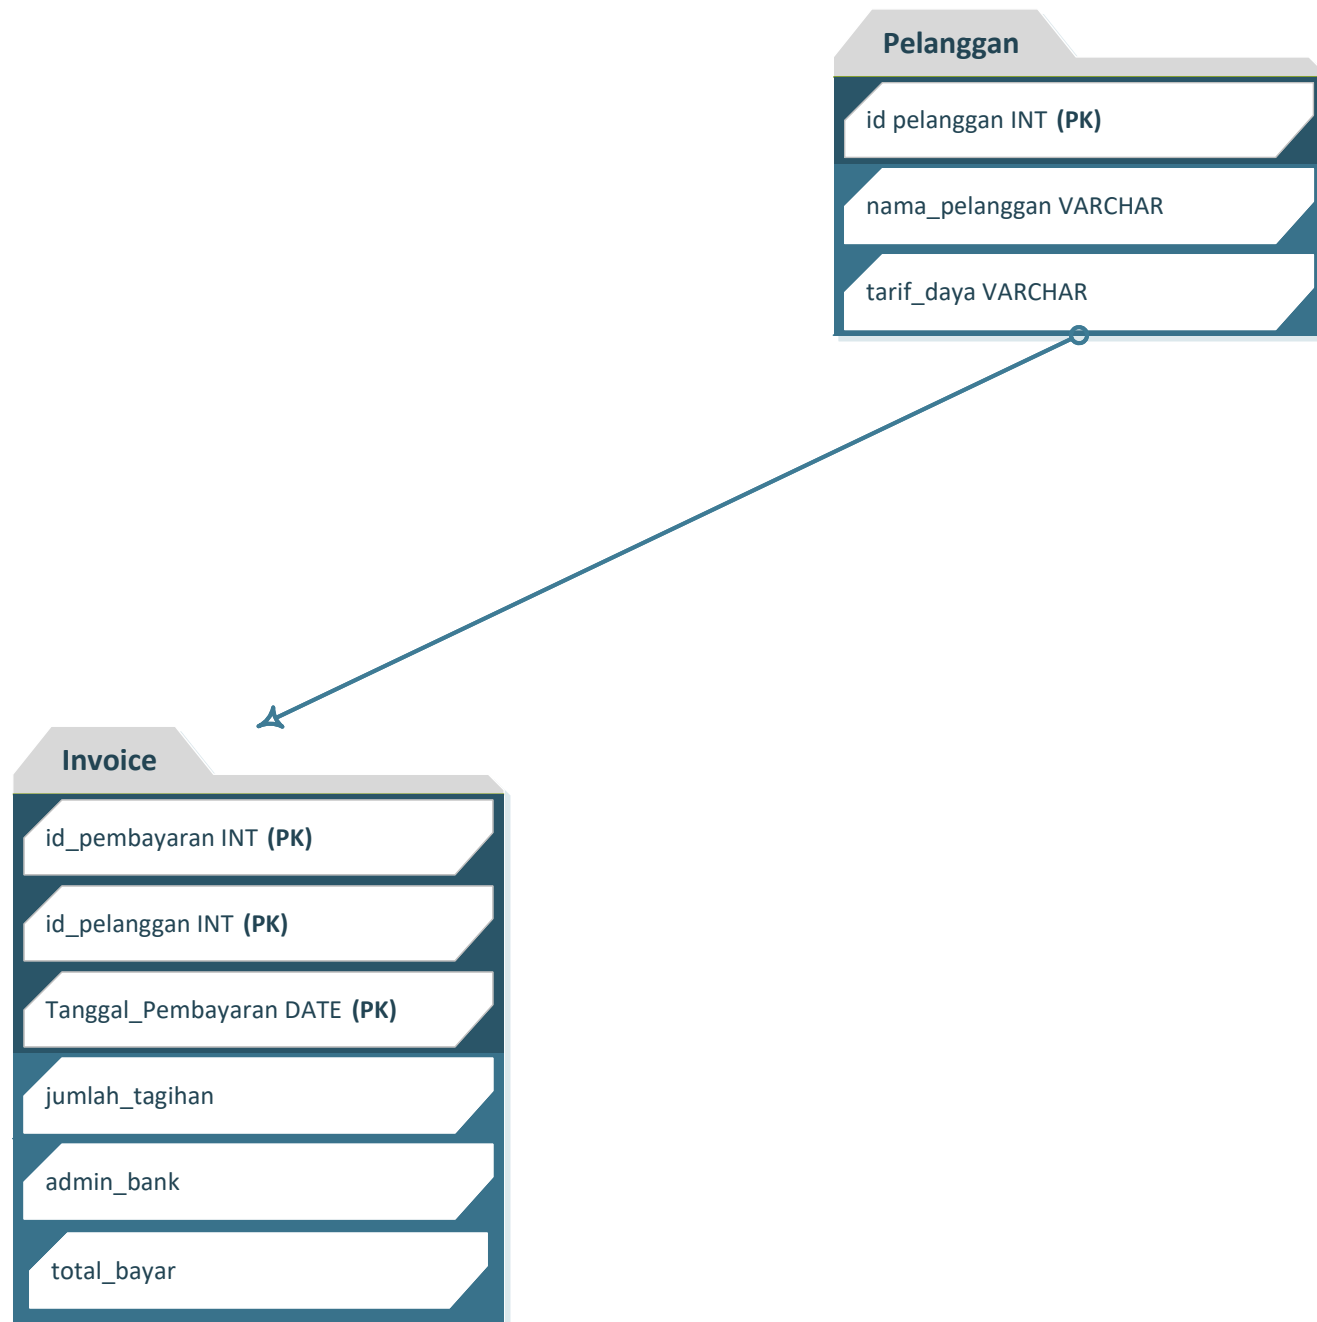 Pelanggan
id pelanggan INT (PK)
nama_pelanggan VARCHAR
tarif_daya VARCHAR
Invoice
id_pembayaran INT (PK)
id_pelanggan INT (PK)
Tanggal_Pembayaran DATE (PK)
jumlah_tagihan
admin_bank
total_bayar